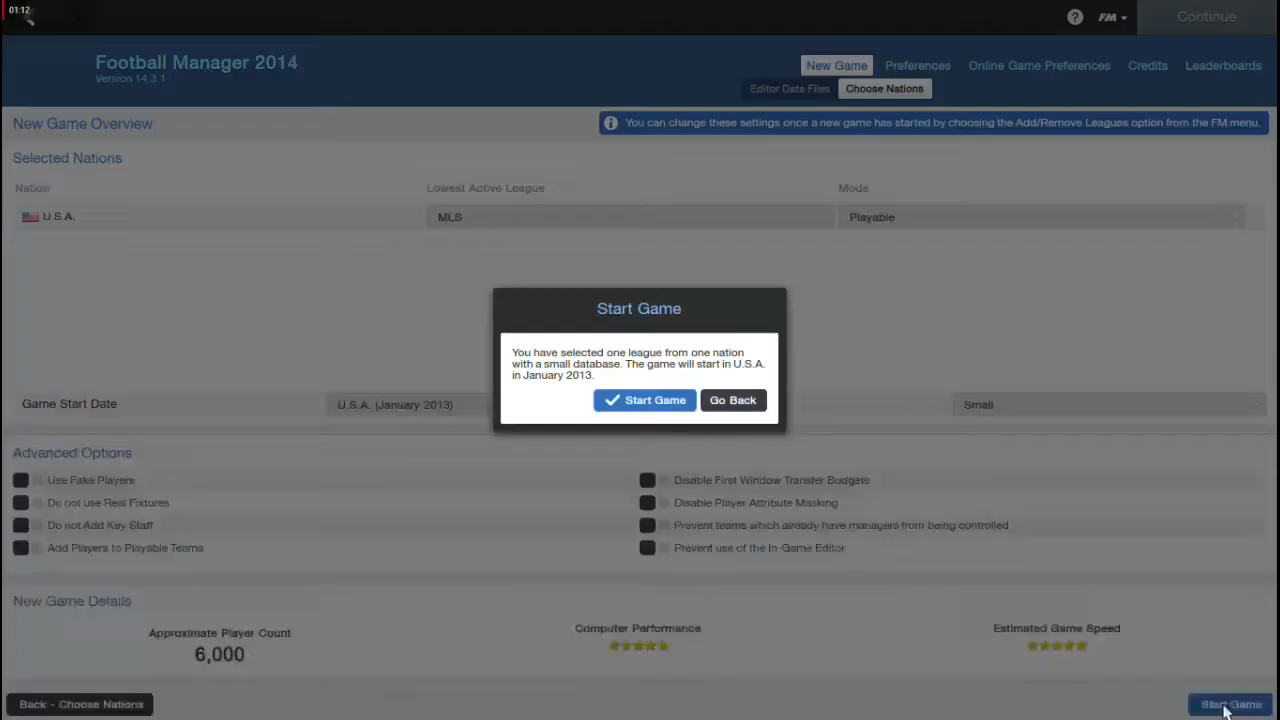 01:12
FM
Continue
Football Manager 2014
Version 14.3.1
New Game Preferences Online Game Preferences Credits Leaderboards
Editor Data Files Choose Nations
New Game Overview
You can change these settings once a new game has started by choosing the Add/Remove Leagues option from the FM menu.
Selected Nations
Nation Lowest Active League Mode
U.S.A. MLS Playable
Start Game
You have selected one league from one nation
with a small database. The game will start in U.S.A.
in January 2013.
Start Game Go Back
Game Start Date U.S.A. (January 2013) Small
Advanced Options
Use Fake Players Disable First Window Transfer Budgets
Do not use Real Fixtures Disable Player Attribute Masking
Do not Add Key Staff Prevent teams which already have managers from being controlled
Add Players to Playable Teams Prevent use of the In-Game Editor
New Game Details
Approximate Player Count Computer Performance Estimated Game Speed
6,000
Back - Choose Nations Start Game